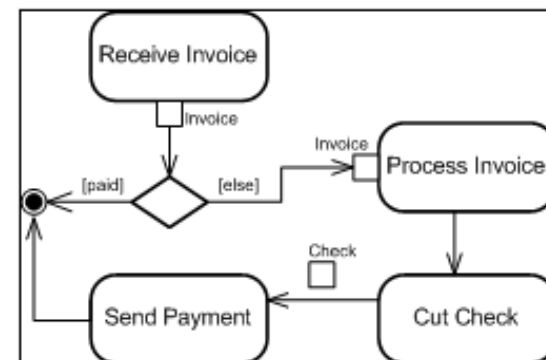 Receive Invoice
Invoice
[paid]
[else]
Invoice
Process Invoice
Check
Send Payment
Cut Check